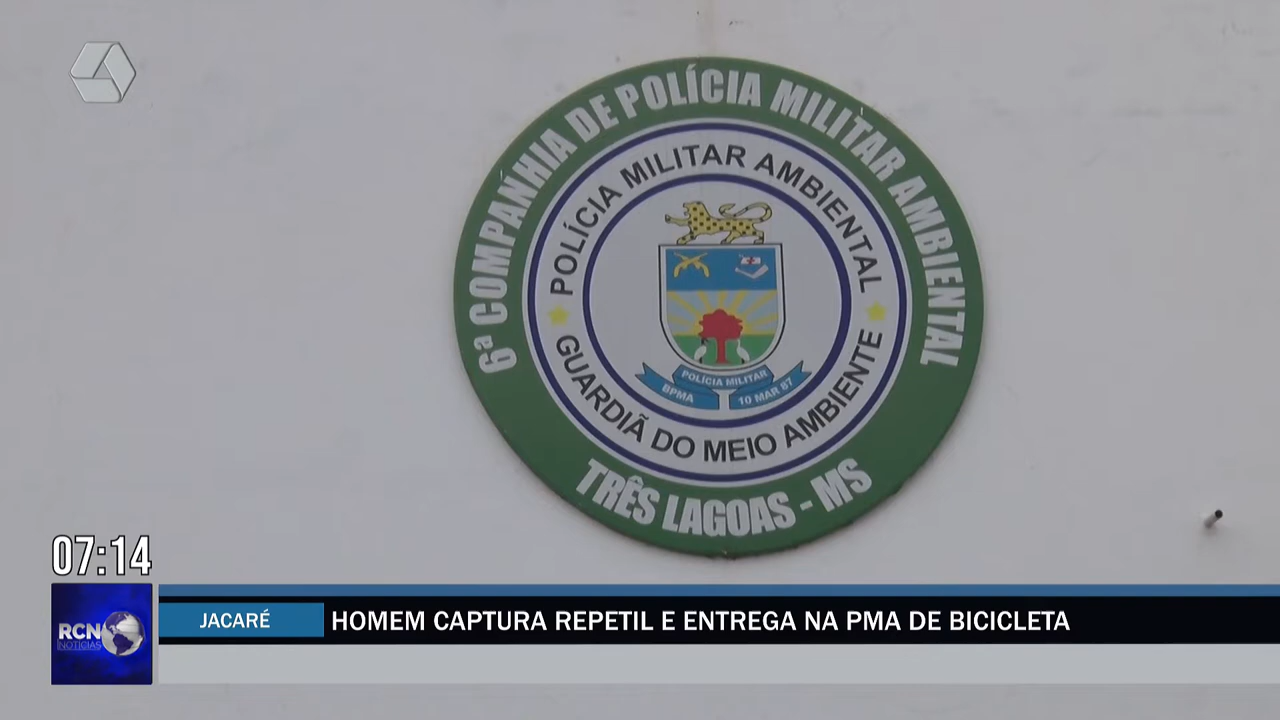 6ª COMPANHIA DE POLÍCIA MILITAR AMBIENTAL
POLÍCIA MILITAR AMBIENTAL
POLÍCIA MILITAR
BPMA
10 MAR 87
GUARDIÃ DO MEIO AMBIENTE
TRÊS LAGOAS - MS
07:14
RCN
NOTÍCIAS
JACARÉ
HOMEM CAPTURA REPETIL E ENTREGA NA PMA DE BICICLETA